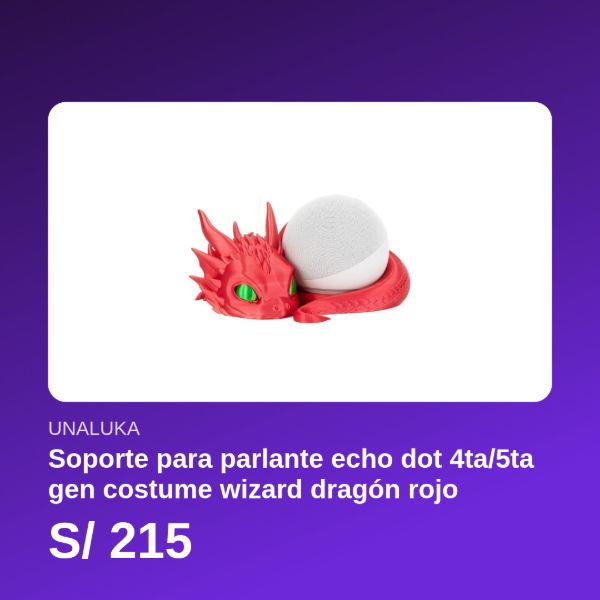 UNALUKA
Soporte para parlante echo dot 4ta/5ta
gen costume wizard dragón rojo
S/ 215